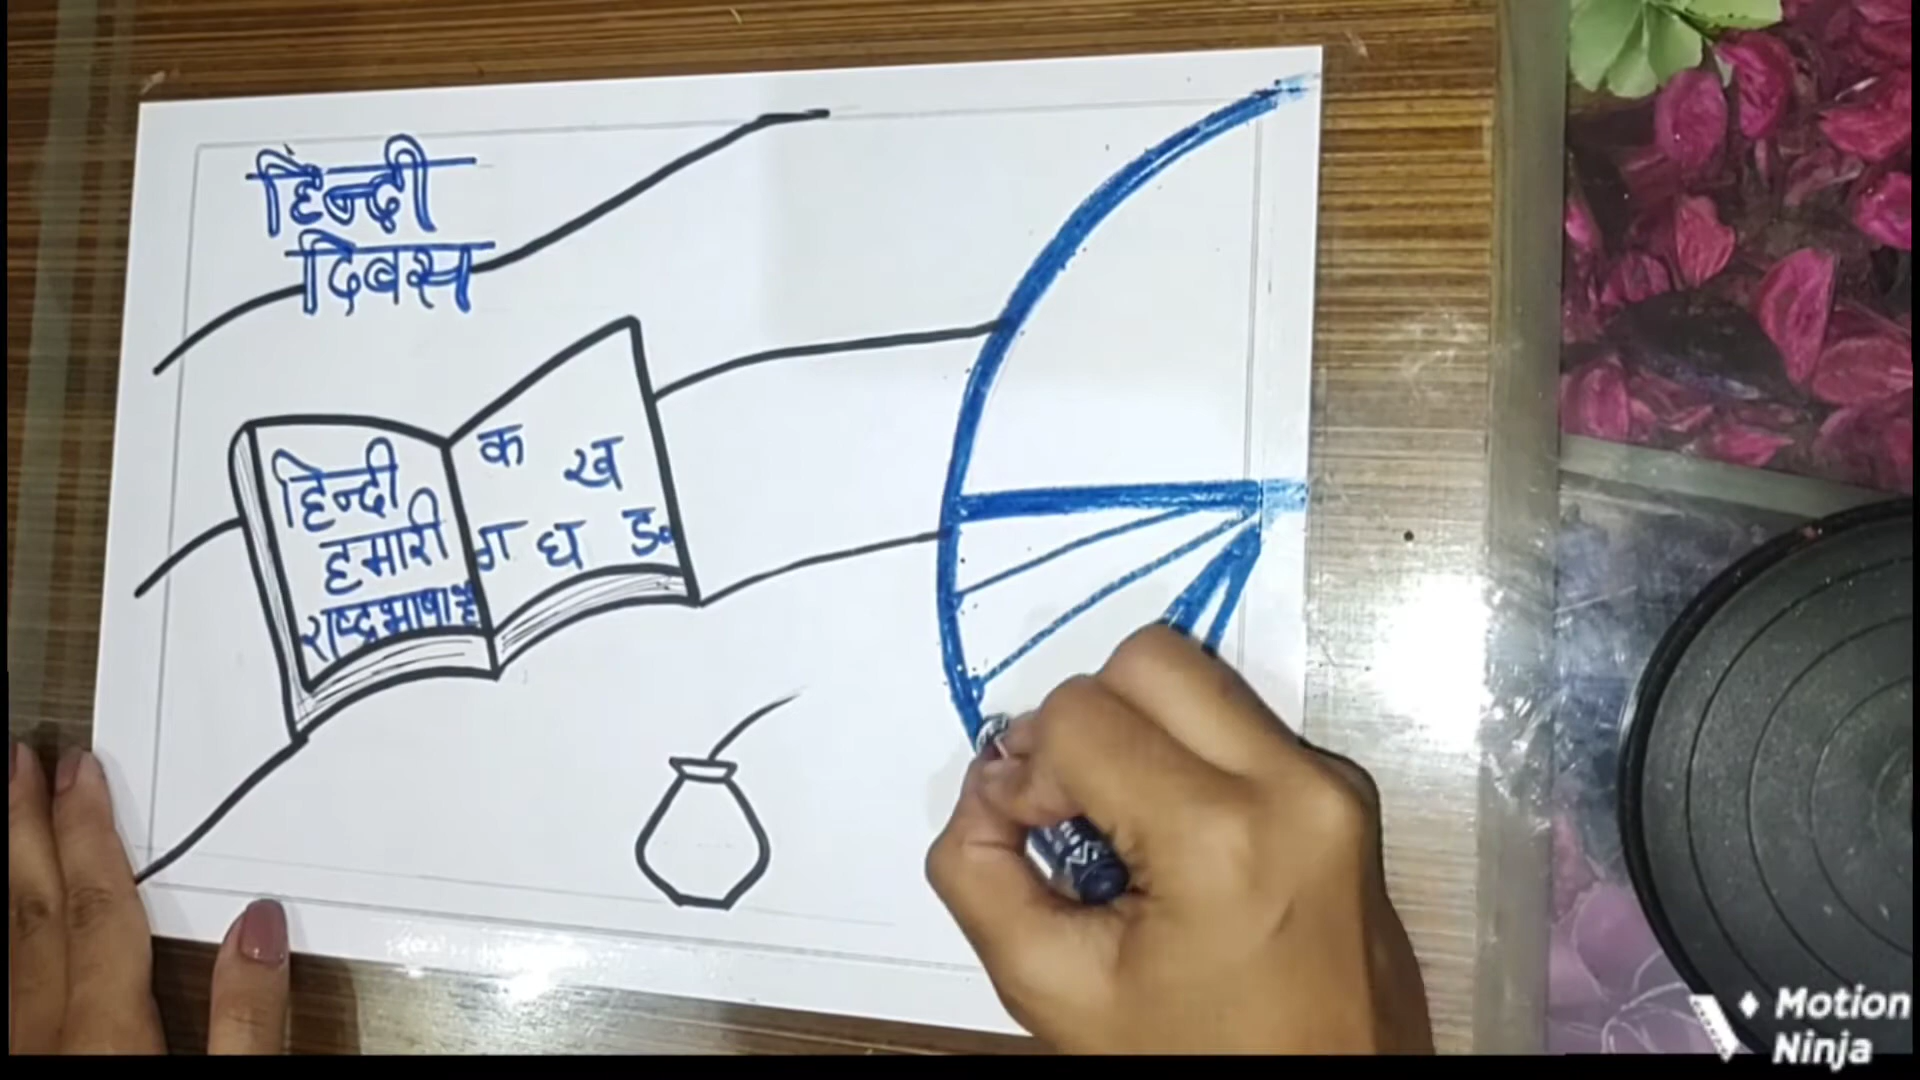 हिन्दी
दिवस
हिन्दी
हमारी
राष्ट्रभाषा है
क ख
ग घ ङ
Motion
Ninja